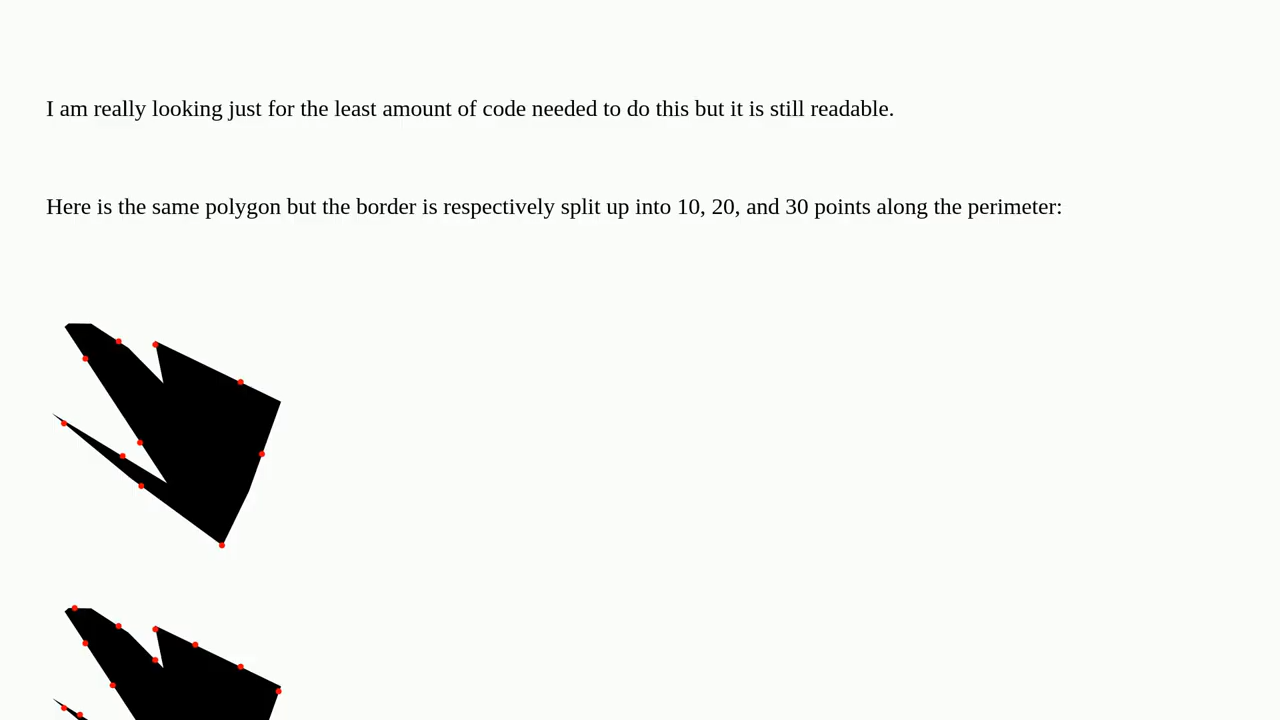 I am really looking just for the least amount of code needed to do this but it is still readable.
Here is the same polygon but the border is respectively split up into 10, 20, and 30 points along the perimeter: